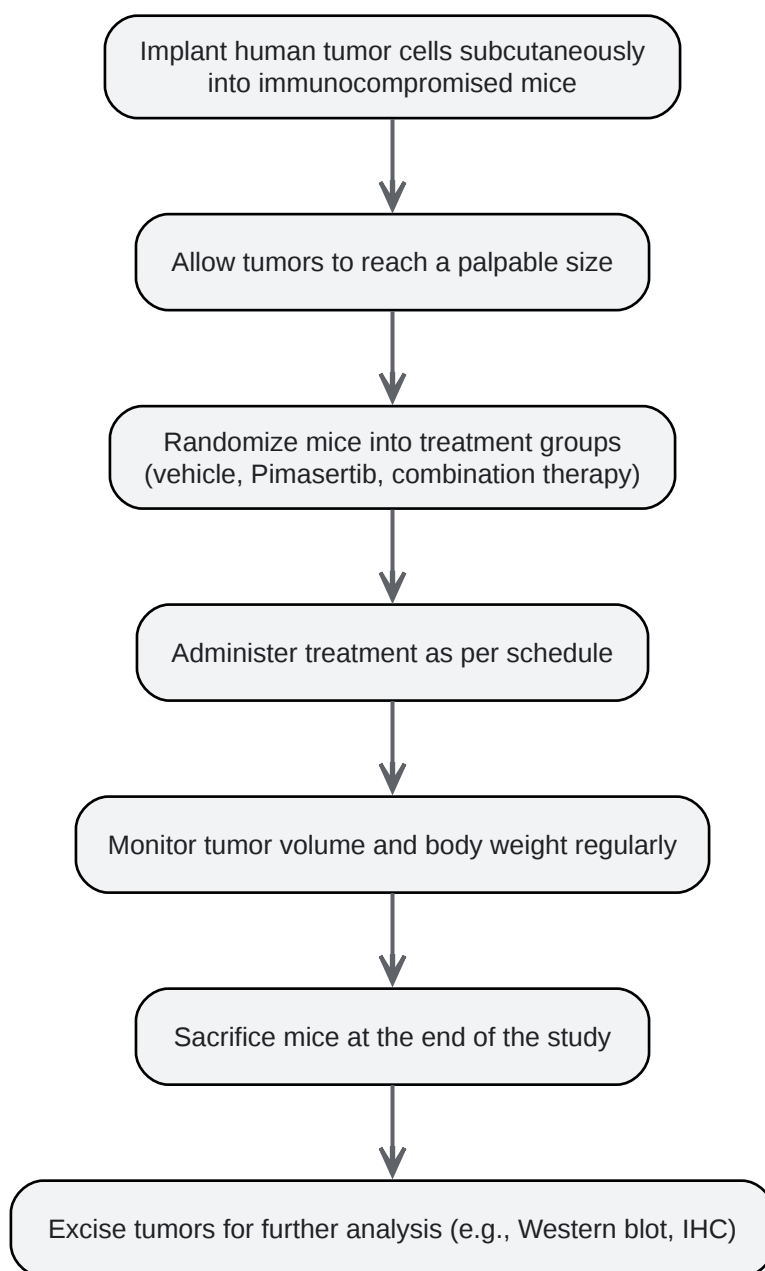 Implant human tumor cells subcutaneously
into immunocompromised mice
Allow tumors to reach a palpable size
Randomize mice into treatment groups
(vehicle, Pimasertib, combination therapy)
Administer treatment as per schedule
Monitor tumor volume and body weight regularly
Sacrifice mice at the end of the study
Excise tumors for further analysis (e.g., Western blot, IHC)